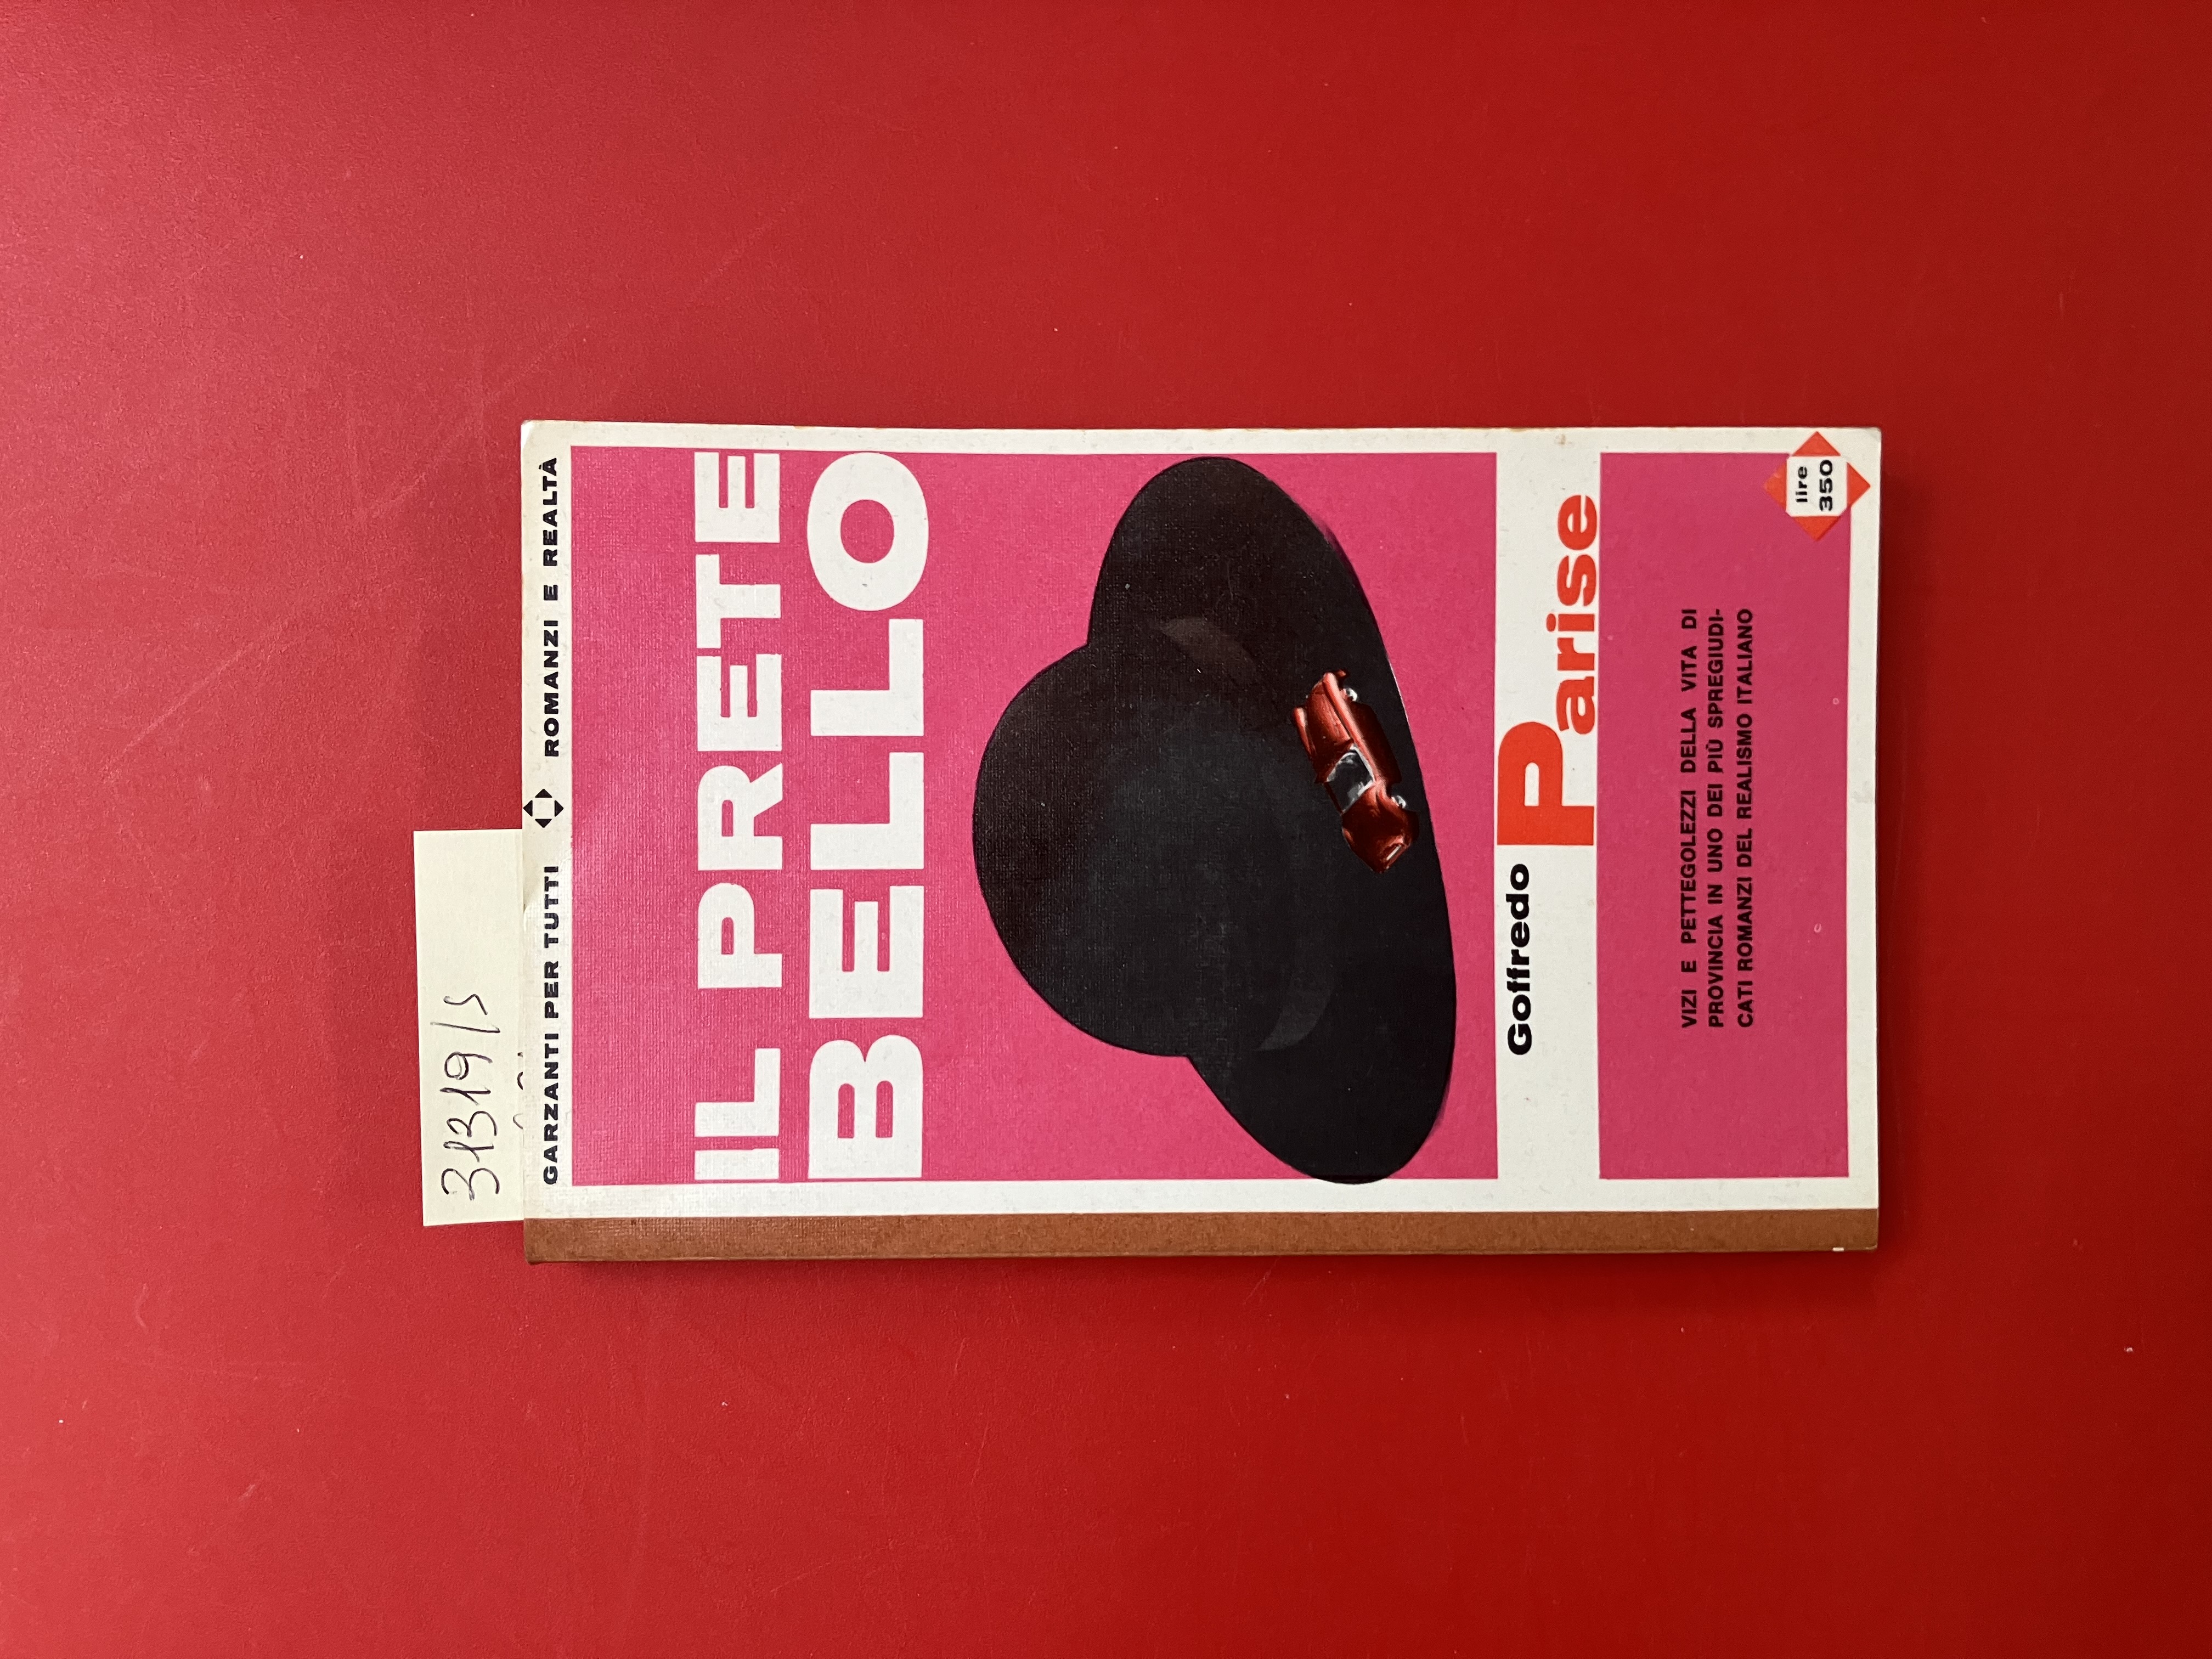 31319/S
GARZANTI PER TUTTI ROMANZI E REALTÀ
IL PRETE
BELLO
Goffredo Parise
VIZI E PETTEGOLEZZI DELLA VITA DI
PROVINCIA IN UNO DEI PIÙ SPREGIUDI-
CATI ROMANZI DEL REALISMO ITALIANO
lire
350